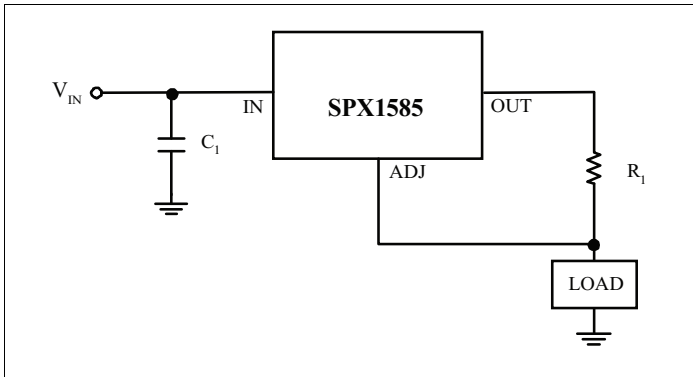 V_IN
IN
SPX1585
OUT
C_1
ADJ
R_1
LOAD